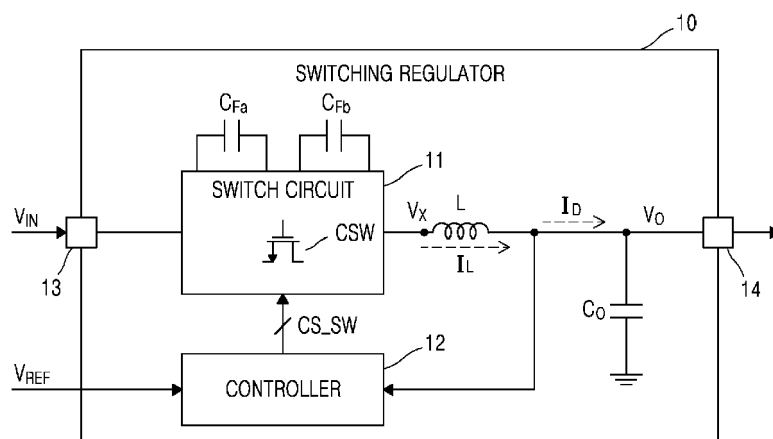 10
SWITCHING REGULATOR
CFa
CFb
11
SWITCH CIRCUIT
VIN
VX
L
ID
VO
CSW
IL
13
14
CO
CS_SW
12
VREF
CONTROLLER